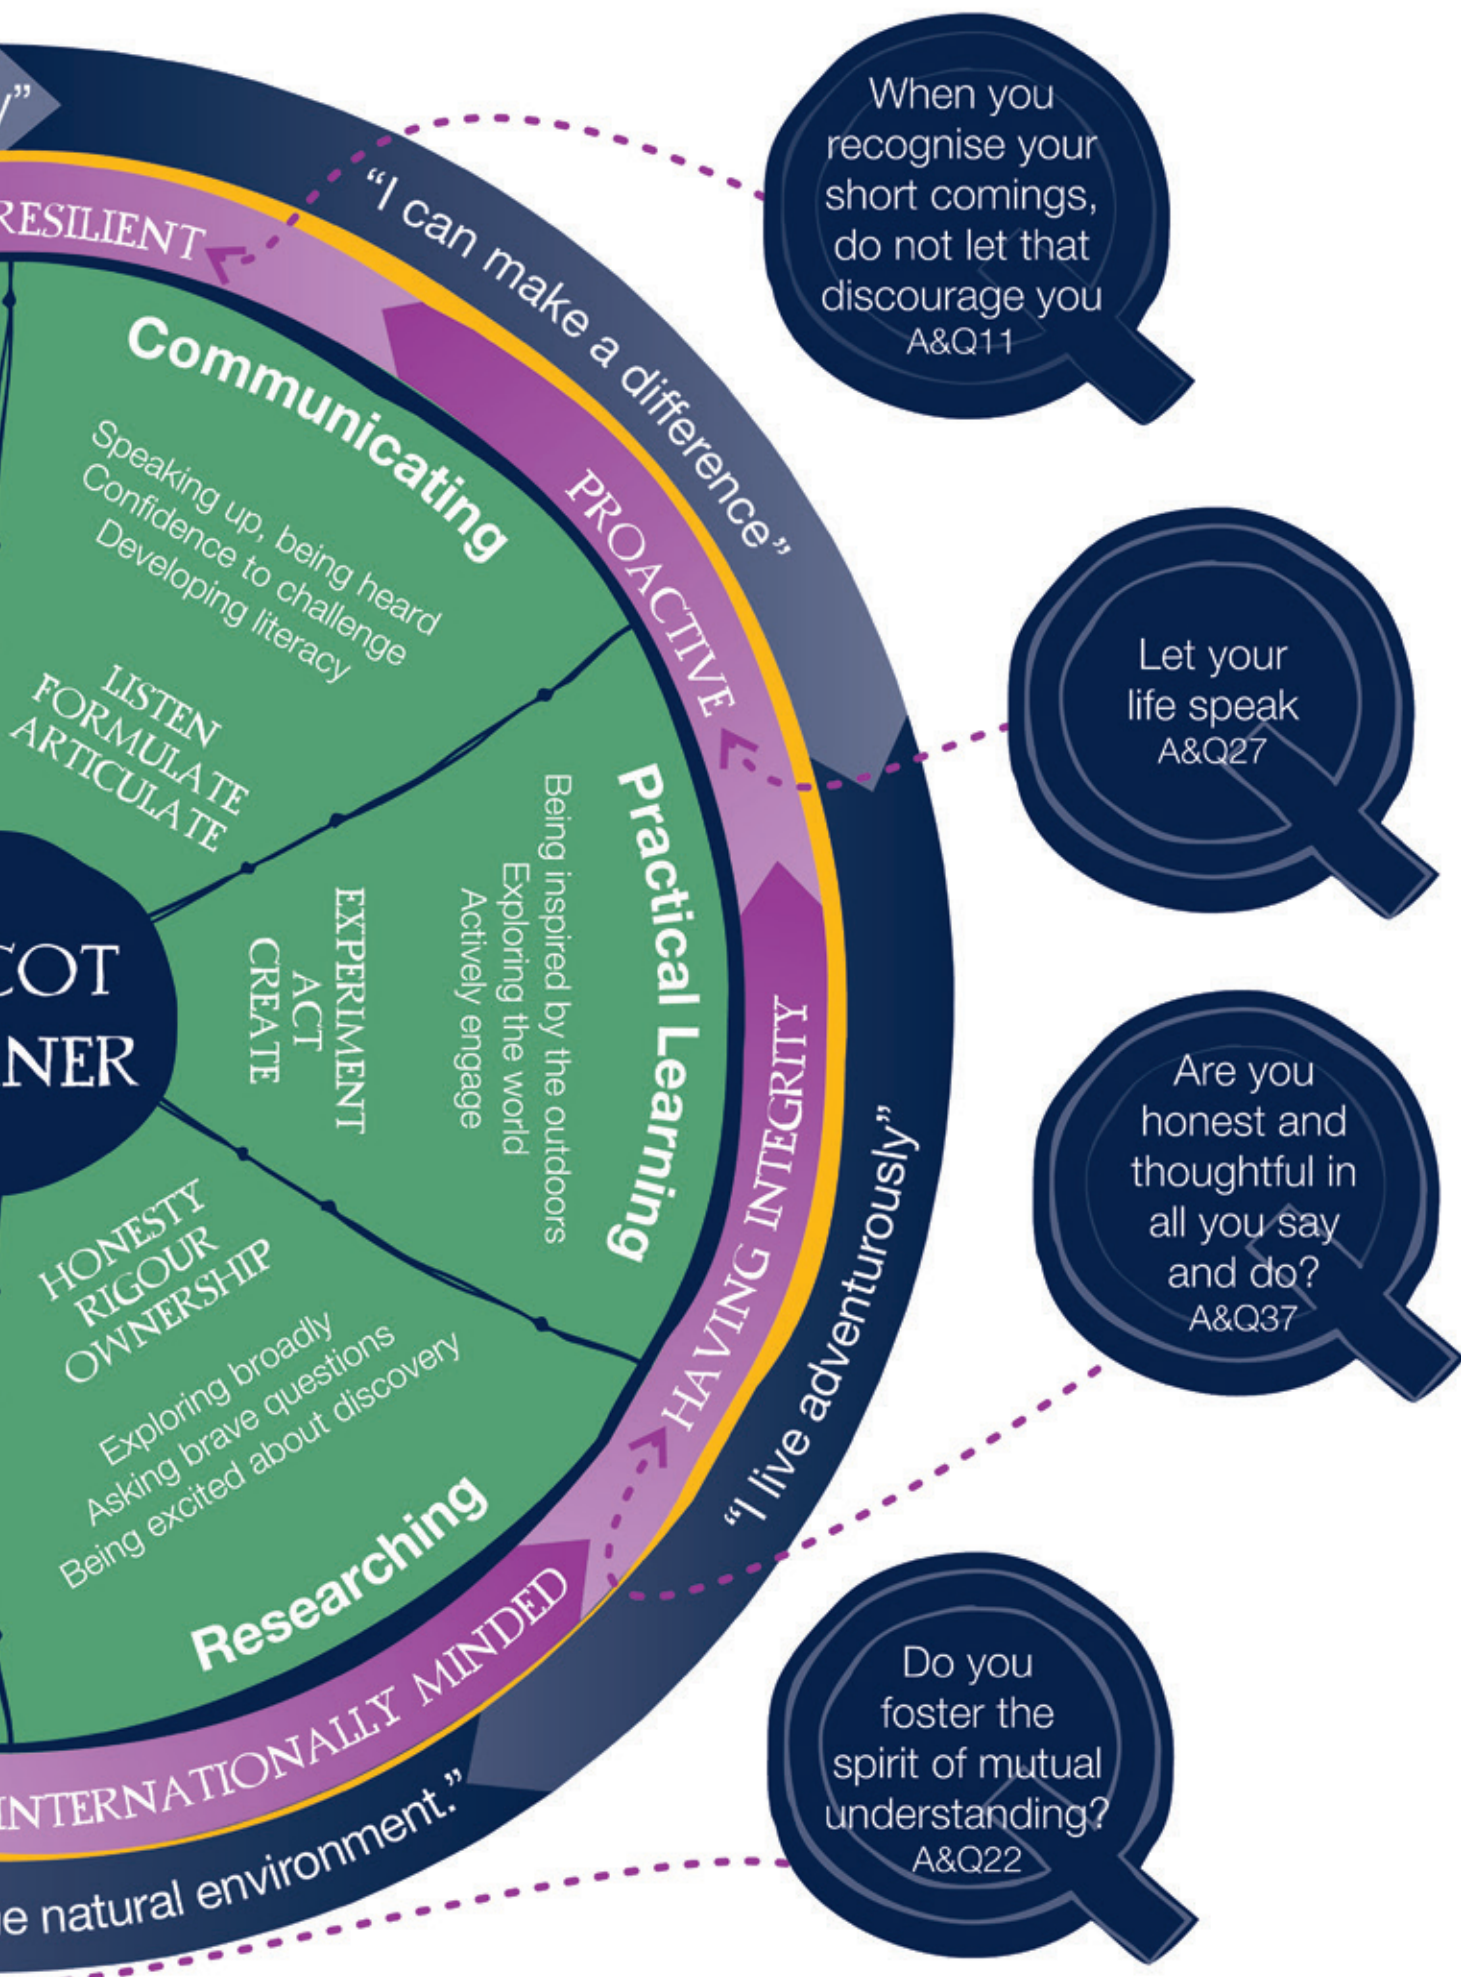 y”
“I can make a difference”
“I live adventurously”
e natural environment.”
RESILIENT
PROACTIVE
HAVING INTEGRITY
INTERNATIONALLY MINDED
Communicating
Speaking up, being heard
Confidence to challenge
Developing literacy
LISTEN
FORMULATE
ARTICULATE
Practical Learning
Being inspired by the outdoors
Exploring the world
Actively engage
EXPERIMENT
ACT
CREATE
COT
NER
HONESTY
RIGOUR
OWNERSHIP
Exploring broadly
Asking brave questions
Being excited about discovery
Researching
When you
recognise your
short comings,
do not let that
discourage you
A&Q11
Let your
life speak
A&Q27
Are you
honest and
thoughtful in
all you say
and do?
A&Q37
Do you
foster the
spirit of mutual
understanding?
A&Q22